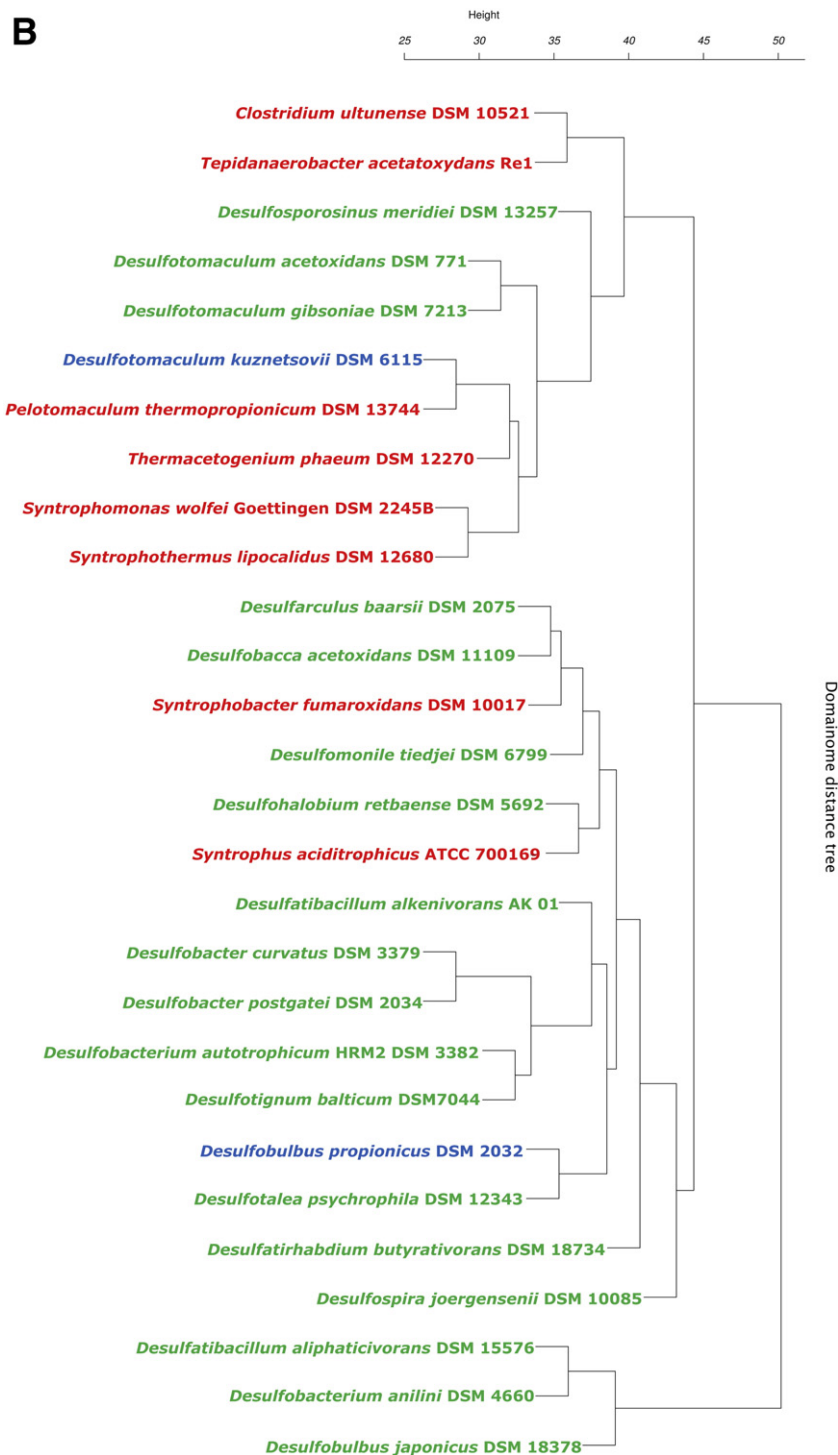 B
Height
25 30 35 40 45 50
Clostridium ultunense DSM 10521
Tepidanaerobacter acetatoxydans Re1
Desulfosporosinus meridiei DSM 13257
Desulfotomaculum acetoxidans DSM 771
Desulfotomaculum gibsoniae DSM 7213
Desulfotomaculum kuznetsovii DSM 6115
Pelotomaculum thermopropionicum DSM 13744
Thermacetogenium phaeum DSM 12270
Syntrophomonas wolfei Goettingen DSM 2245B
Syntrophothermus lipocalidus DSM 12680
Desulfarculus baarsii DSM 2075
Desulfobacca acetoxidans DSM 11109
Syntrophobacter fumaroxidans DSM 10017
Desulfomonile tiedjei DSM 6799
Desulfohalobium retbaense DSM 5692
Syntrophus aciditrophicus ATCC 700169
Desulfatibacillum alkenivorans AK 01
Desulfobacter curvatus DSM 3379
Desulfobacter postgatei DSM 2034
Desulfobacterium autotrophicum HRM2 DSM 3382
Desulfotignum balticum DSM7044
Desulfobulbus propionicus DSM 2032
Desulfotalea psychrophila DSM 12343
Desulfatirhabdium butyrativorans DSM 18734
Desulfospira joergensenii DSM 10085
Desulfatibacillum aliphaticivorans DSM 15576
Desulfobacterium anilini DSM 4660
Desulfobulbus japonicus DSM 18378
Domainome distance tree